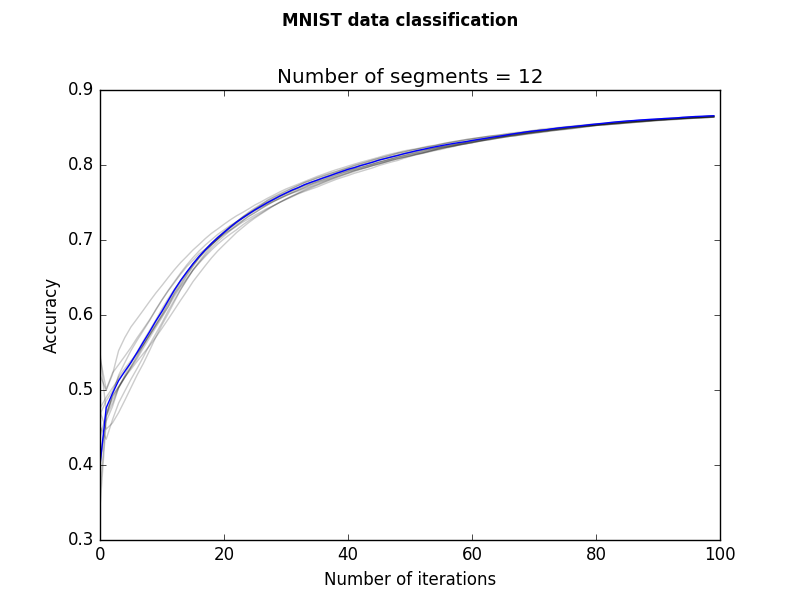 MNIST data classification
Number of segments = 12
0.9
0.8
0.7
0.6
0.5
0.4
0.3
Accuracy
0 20 40 60 80 100
Number of iterations